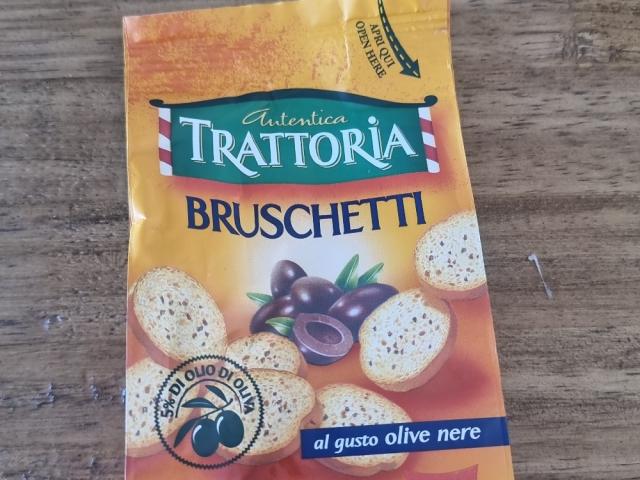 APRI QUI
OPEN HERE
Autentica
TRATTORIA
BRUSCHETTI
5% DI OLIO DI OLIVA
al gusto olive nere